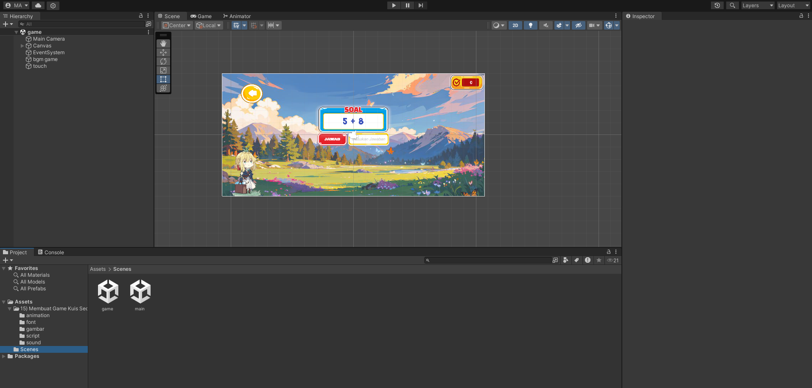 MA
Layers
Layout
Hierarchy
Scene
Game
Animator
Inspector
All
Center
Local
2D
game
Main Camera
Canvas
EventSystem
bgm game
touch
0
SOAL
5 + 8
JAWAB
Project
Console
21
Favorites
All Materials
All Models
All Prefabs
Assets > Scenes
Assets
15) Membuat Game Kuis Sed
animation
font
gambar
script
sound
Scenes
Packages
game
main